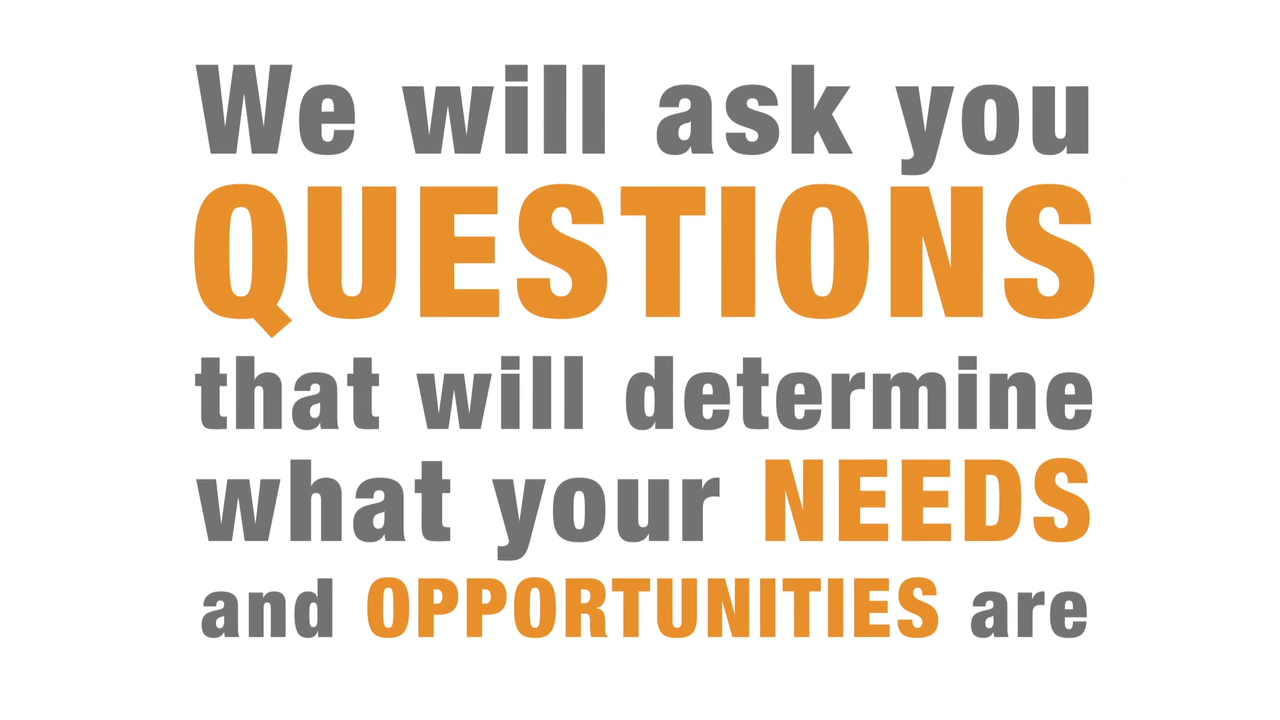 We will ask you
QUESTIONS
that will determine
what your NEEDS
and OPPORTUNITIES are